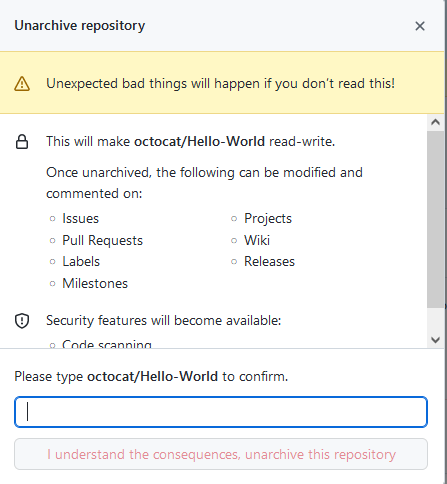 Unarchive repository
Unexpected bad things will happen if you don’t read this!
This will make octocat/Hello-World read-write.
Once unarchived, the following can be modified and
commented on:
Issues
Projects
Pull Requests
Wiki
Labels
Releases
Milestones
Security features will become available:
Code scanning
Please type octocat/Hello-World to confirm.
I understand the consequences, unarchive this repository